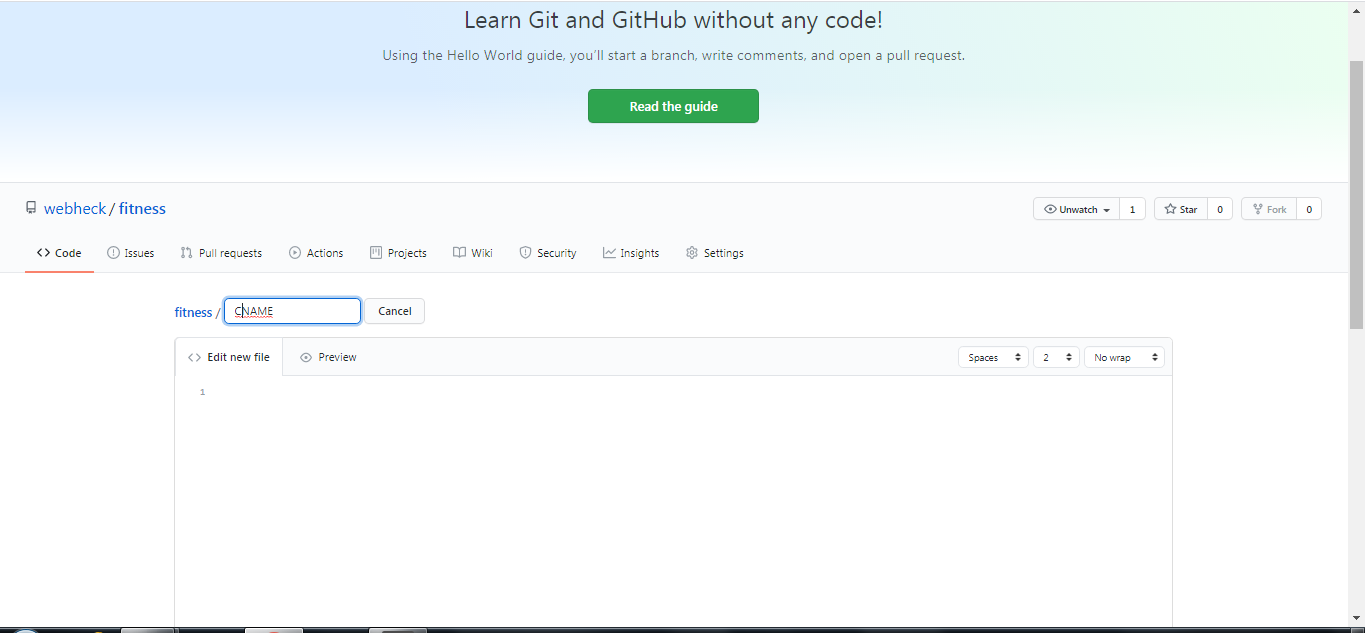 Learn Git and GitHub without any code!
Using the Hello World guide, you'll start a branch, write comments, and open a pull request.
Read the guide
webheck / fitness
Unwatch 1 Star 0 Fork 0
Code Issues Pull requests Actions Projects Wiki Security Insights Settings
fitness / CNAME Cancel
Edit new file Preview Spaces 2 No wrap
1